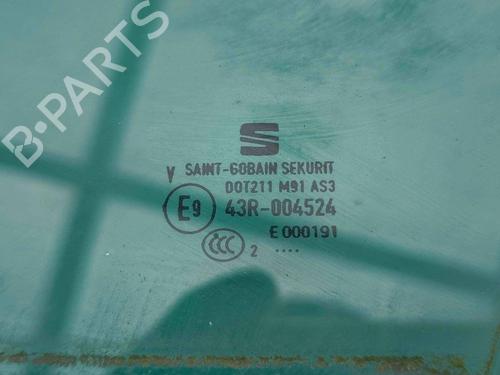 B-PARTS
SAINT-GOBAIN SEKURIT
V
DOT211 M91 AS3
E9 43R-004524
E 000191
CCC 2 ....